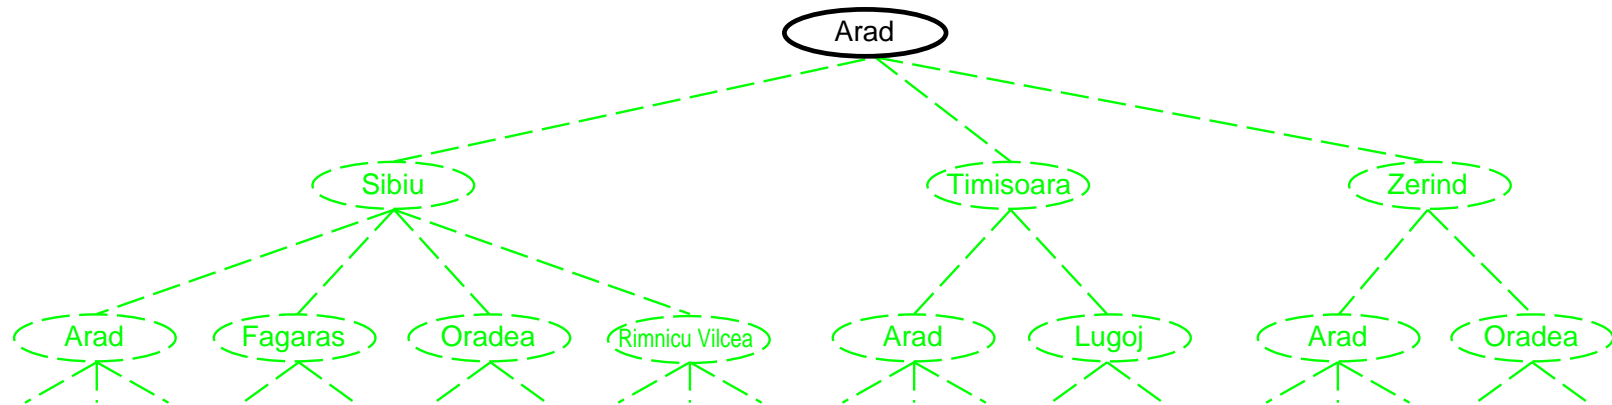 Arad
Sibiu
Timisoara
Zerind
Arad
Fagaras
Oradea
Rimnicu Vilcea
Arad
Lugoj
Arad
Oradea